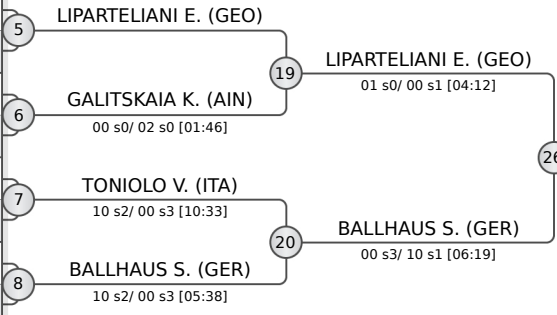 5
LIPARTELIANI E. (GEO)
19
LIPARTELIANI E. (GEO)
01 s0/ 00 s1 [04:12]
6
GALITSKAIA K. (AIN)
00 s0/ 02 s0 [01:46]
26
7
TONIOLO V. (ITA)
10 s2/ 00 s3 [10:33]
20
BALLHAUS S. (GER)
00 s3/ 10 s1 [06:19]
8
BALLHAUS S. (GER)
10 s2/ 00 s3 [05:38]